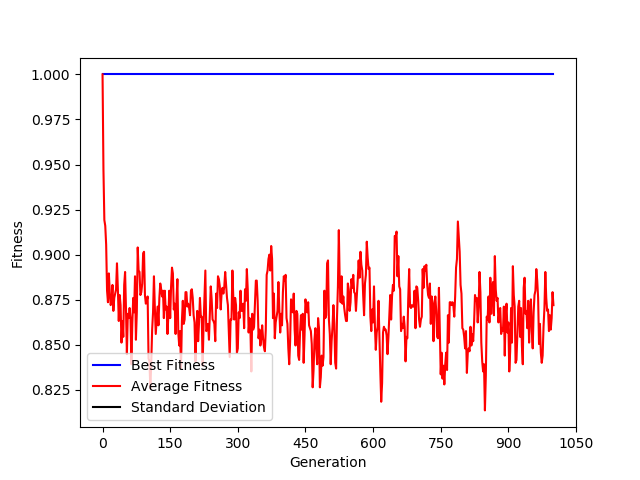 1.000
0.975
0.950
0.925
0.900
0.875
0.850
0.825
Fitness
Best Fitness
Average Fitness
Standard Deviation
0 150 300 450 600 750 900 1050
Generation